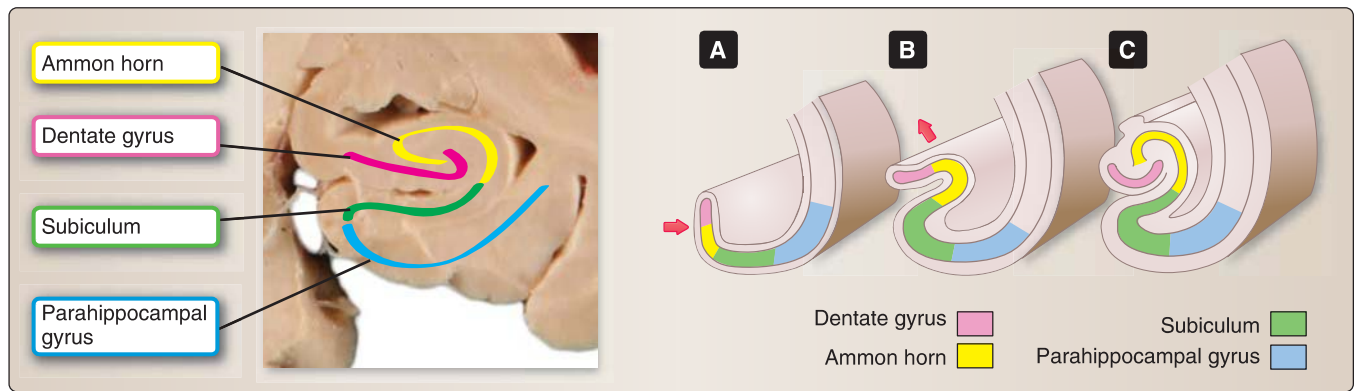 Ammon horn
Dentate gyrus
Subiculum
Parahippocampal
gyrus
A
B
C
Dentate gyrus
Ammon horn
Subiculum
Parahippocampal gyrus